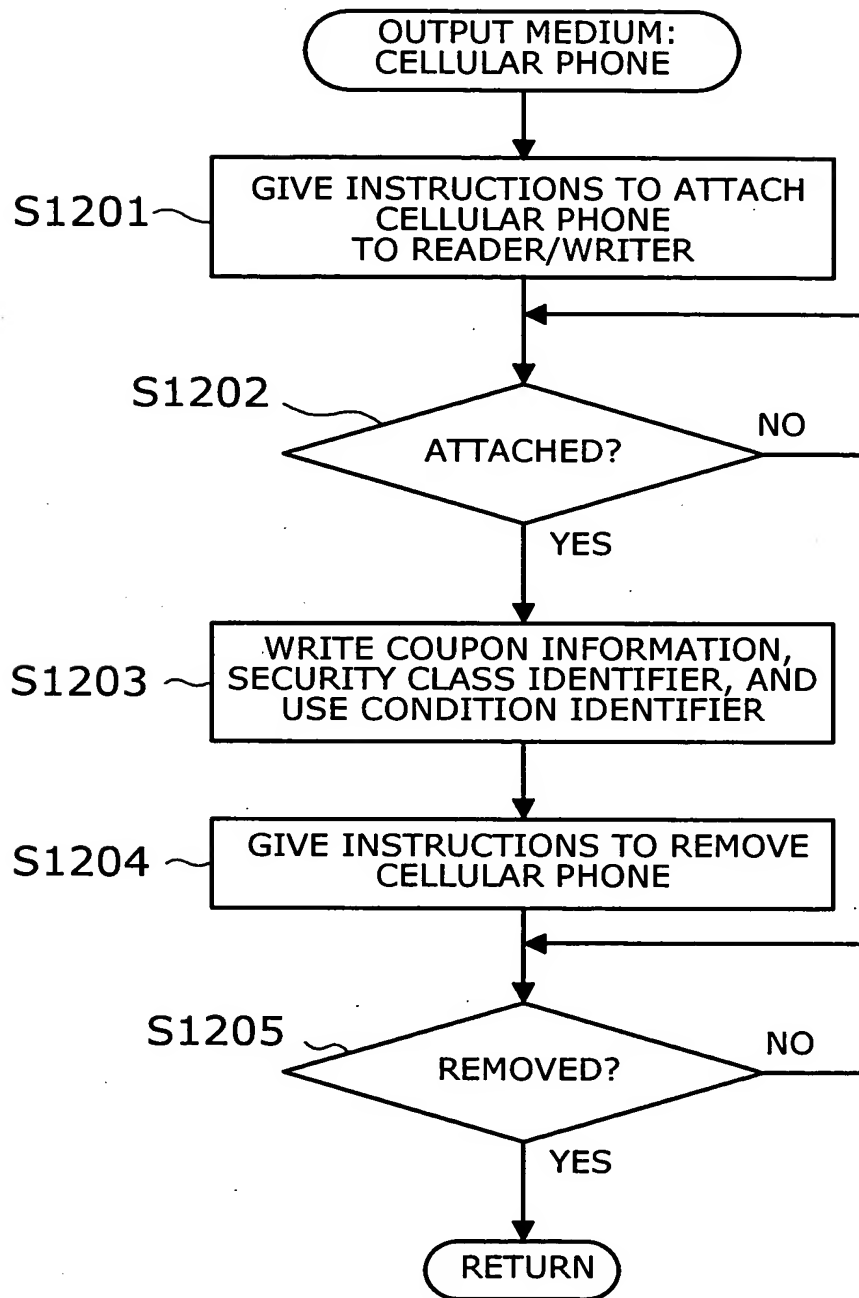 OUTPUT MEDIUM:
CELLULAR PHONE
S1201
GIVE INSTRUCTIONS TO ATTACH
CELLULAR PHONE
TO READER/WRITER
S1202
ATTACHED?
NO
YES
S1203
WRITE COUPON INFORMATION,
SECURITY CLASS IDENTIFIER, AND
USE CONDITION IDENTIFIER
S1204
GIVE INSTRUCTIONS TO REMOVE
CELLULAR PHONE
S1205
REMOVED?
NO
YES
RETURN